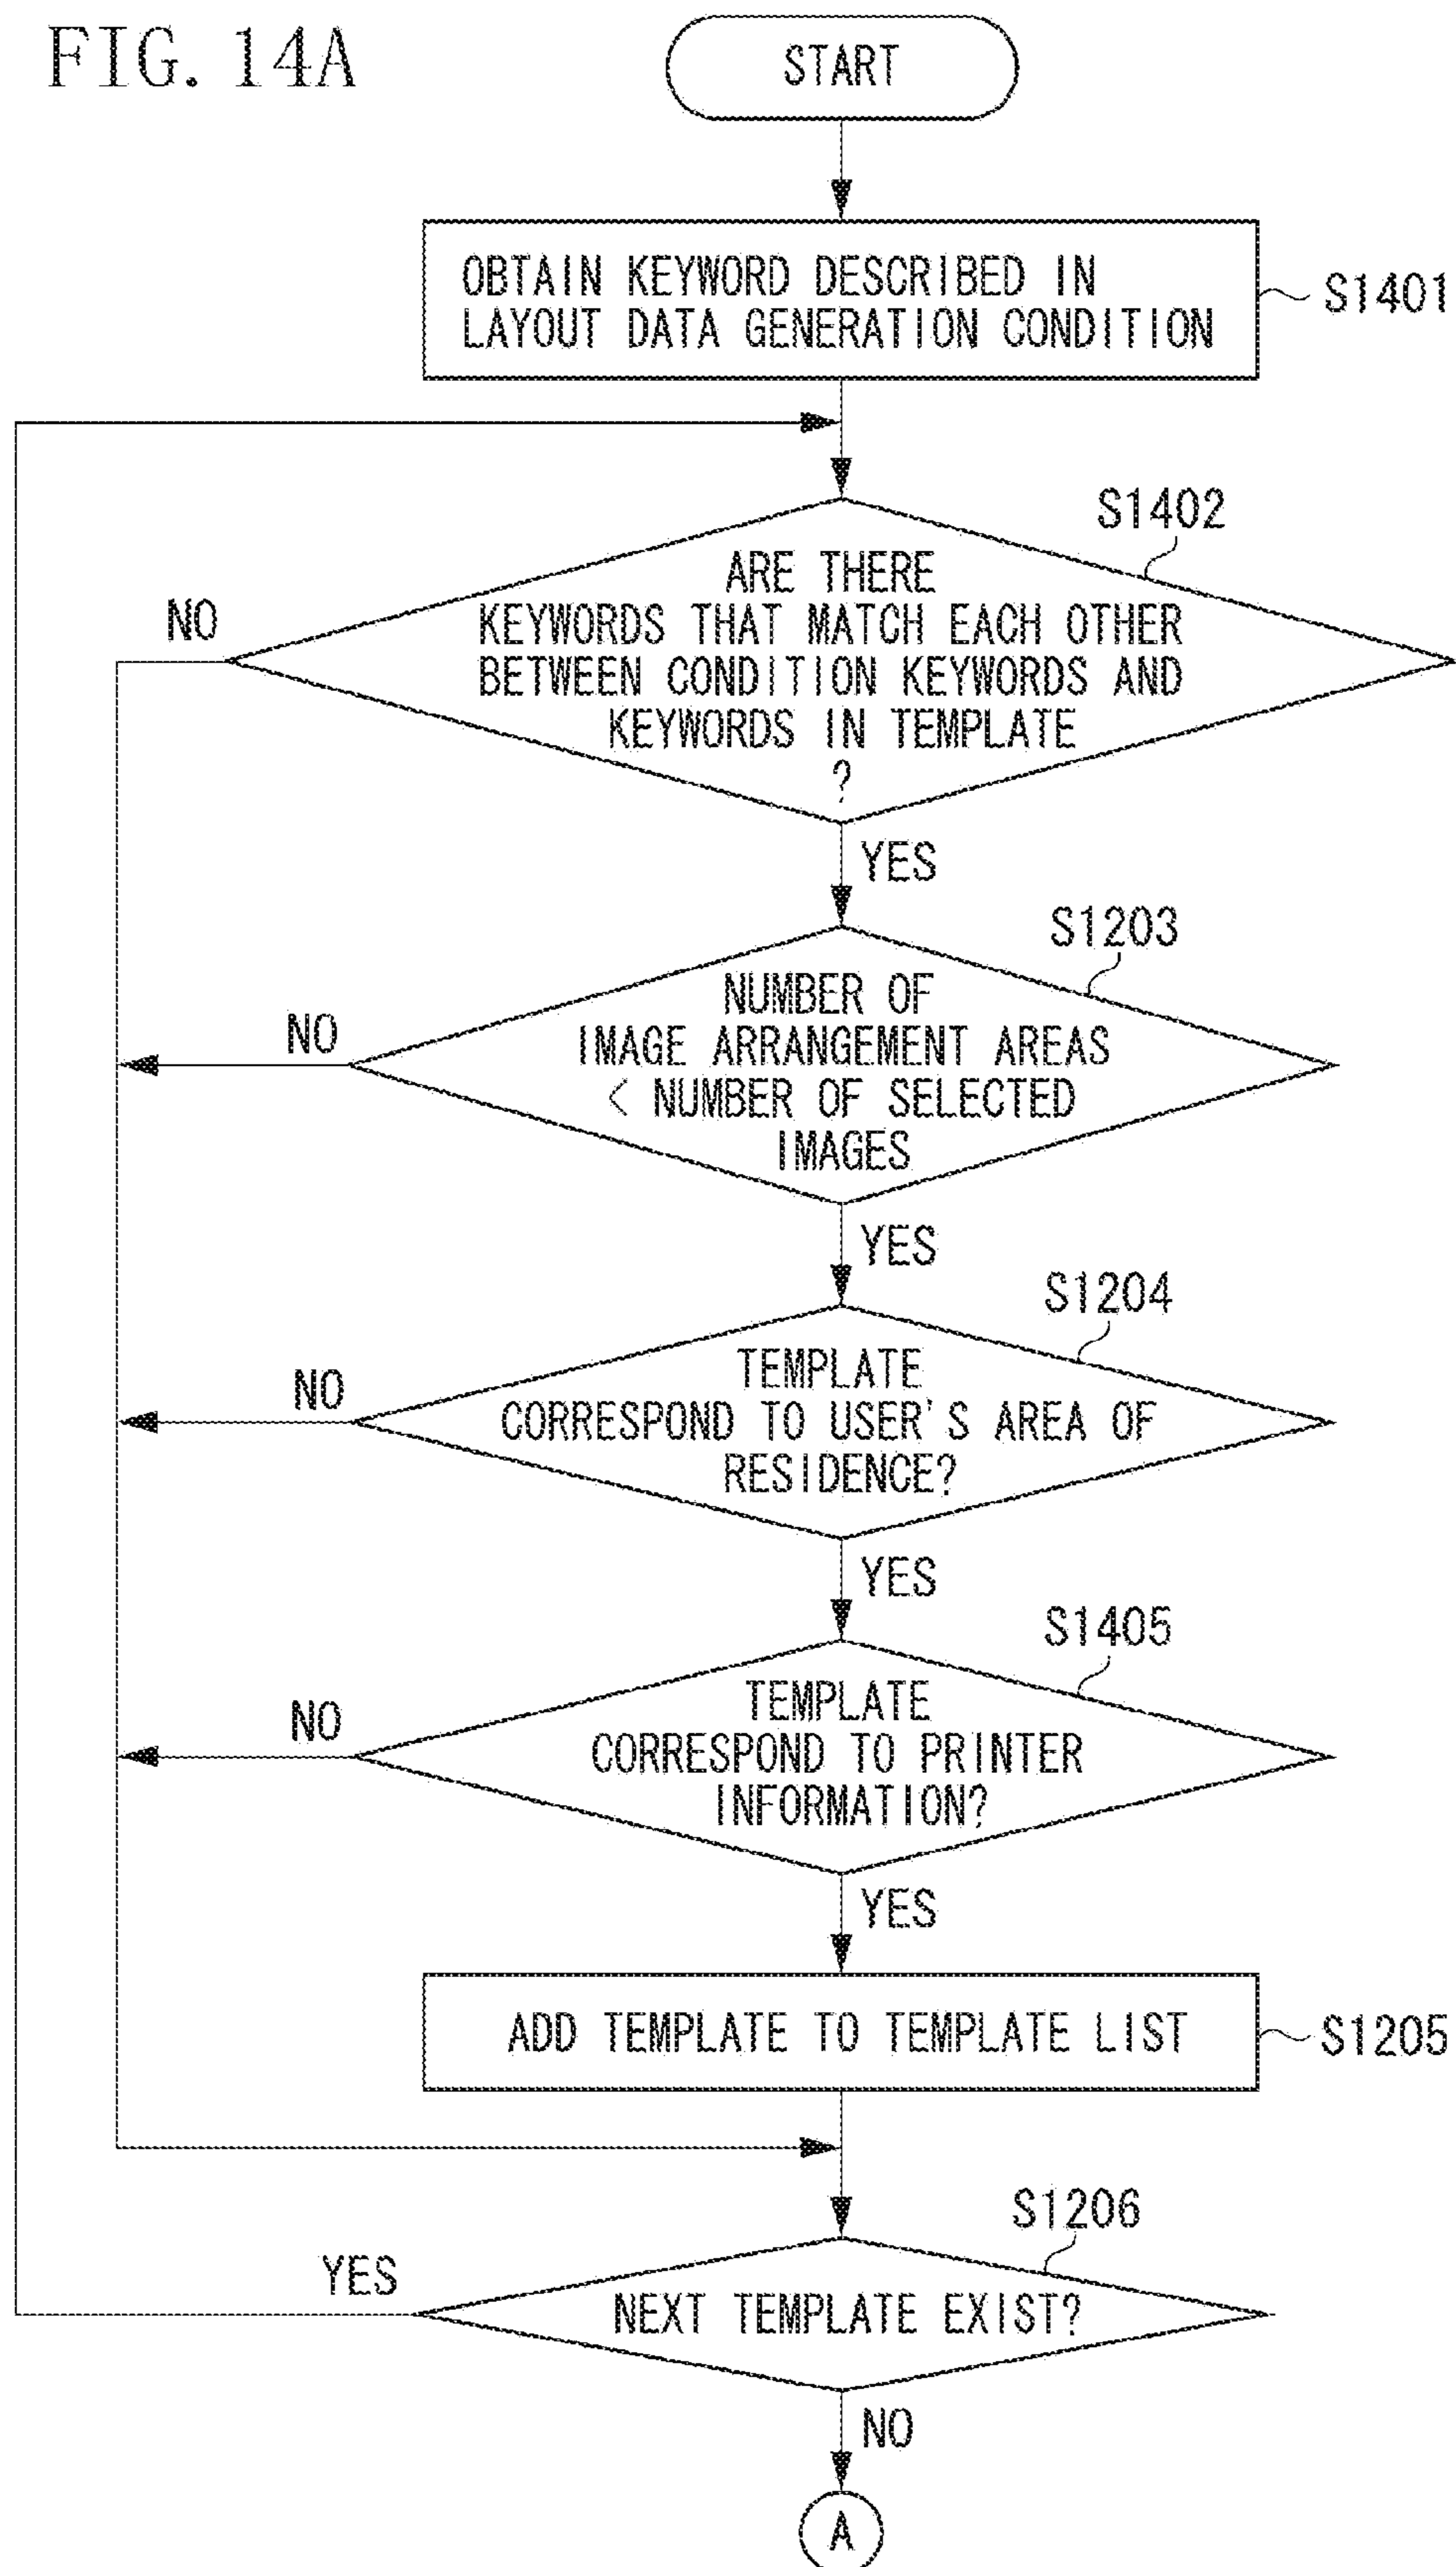 FIG. 14A
START
OBTAIN KEYWORD DESCRIBED IN
LAYOUT DATA GENERATION CONDITION
S1401
S1402
ARE THERE
KEYWORDS THAT MATCH EACH OTHER
BETWEEN CONDITION KEYWORDS AND
KEYWORDS IN TEMPLATE
?
NO
YES
S1203
NUMBER OF
IMAGE ARRANGEMENT AREAS
< NUMBER OF SELECTED
IMAGES
NO
YES
S1204
TEMPLATE
CORRESPOND TO USER'S AREA OF
RESIDENCE?
NO
YES
S1405
TEMPLATE
CORRESPOND TO PRINTER
INFORMATION?
NO
YES
ADD TEMPLATE TO TEMPLATE LIST
S1205
S1206
YES
NEXT TEMPLATE EXIST?
NO
A